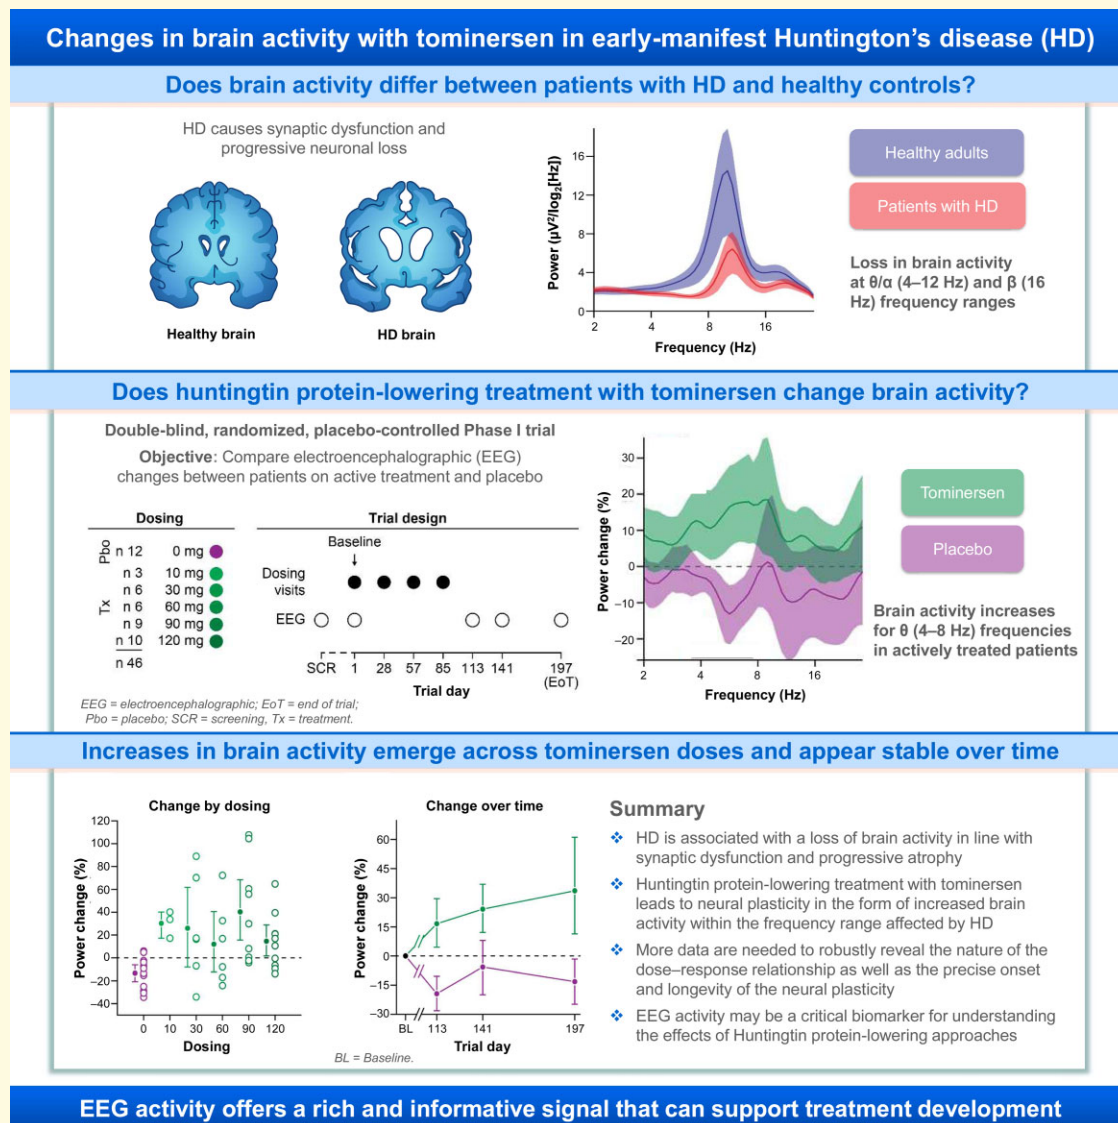 Changes in brain activity with tominersen in early-manifest Huntington’s disease (HD)
Does brain activity differ between patients with HD and healthy controls?
HD causes synaptic dysfunction and
progressive neuronal loss
Healthy brain
HD brain
Power (μV²/log₂[Hz])
16
12
8
4
0
2
4
8
16
Frequency (Hz)
Healthy adults
Patients with HD
Loss in brain activity
at θ/α (4–12 Hz) and β (16
Hz) frequency ranges
Does huntingtin protein-lowering treatment with tominersen change brain activity?
Double-blind, randomized, placebo-controlled Phase I trial
Objective: Compare electroencephalographic (EEG)
changes between patients on active treatment and placebo
Dosing
Pbo
n 12 0 mg
Tx
n 3 10 mg
n 6 30 mg
n 6 60 mg
n 9 90 mg
n 10 120 mg
n 46
Trial design
Baseline
Dosing
visits
EEG
SCR 1 28 57 85 113 141 197
(EoT)
Trial day
EEG = electroencephalographic; EoT = end of trial;
Pbo = placebo; SCR = screening, Tx = treatment.
Power change (%)
30
20
10
0
−10
−20
2
4
8
16
Frequency (Hz)
Tominersen
Placebo
Brain activity increases
for θ (4–8 Hz) frequencies
in actively treated patients
Increases in brain activity emerge across tominersen doses and appear stable over time
Change by dosing
Power change (%)
120
100
80
60
40
20
0
−20
−40
0 10 30 60 90 120
Dosing
Change over time
Power change (%)
60
45
30
15
0
−15
−30
BL 113 141 197
Trial day
BL = Baseline.
Summary
❖ HD is associated with a loss of brain activity in line with
synaptic dysfunction and progressive atrophy
❖ Huntingtin protein-lowering treatment with tominersen
leads to neural plasticity in the form of increased brain
activity within the frequency range affected by HD
❖ More data are needed to robustly reveal the nature of the
dose–response relationship as well as the precise onset
and longevity of the neural plasticity
❖ EEG activity may be a critical biomarker for understanding
the effects of Huntingtin protein-lowering approaches
EEG activity offers a rich and informative signal that can support treatment development